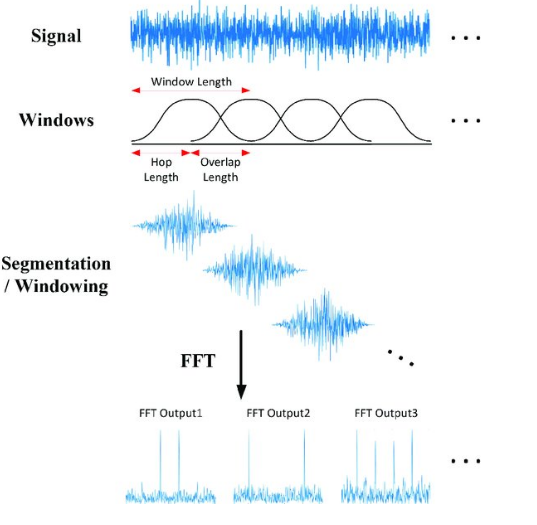 Signal
. . .
Window Length
Windows
. . .
Hop
Length
Overlap
Length
Segmentation
/ Windowing
. . .
FFT
FFT Output1
FFT Output2
FFT Output3
. . .